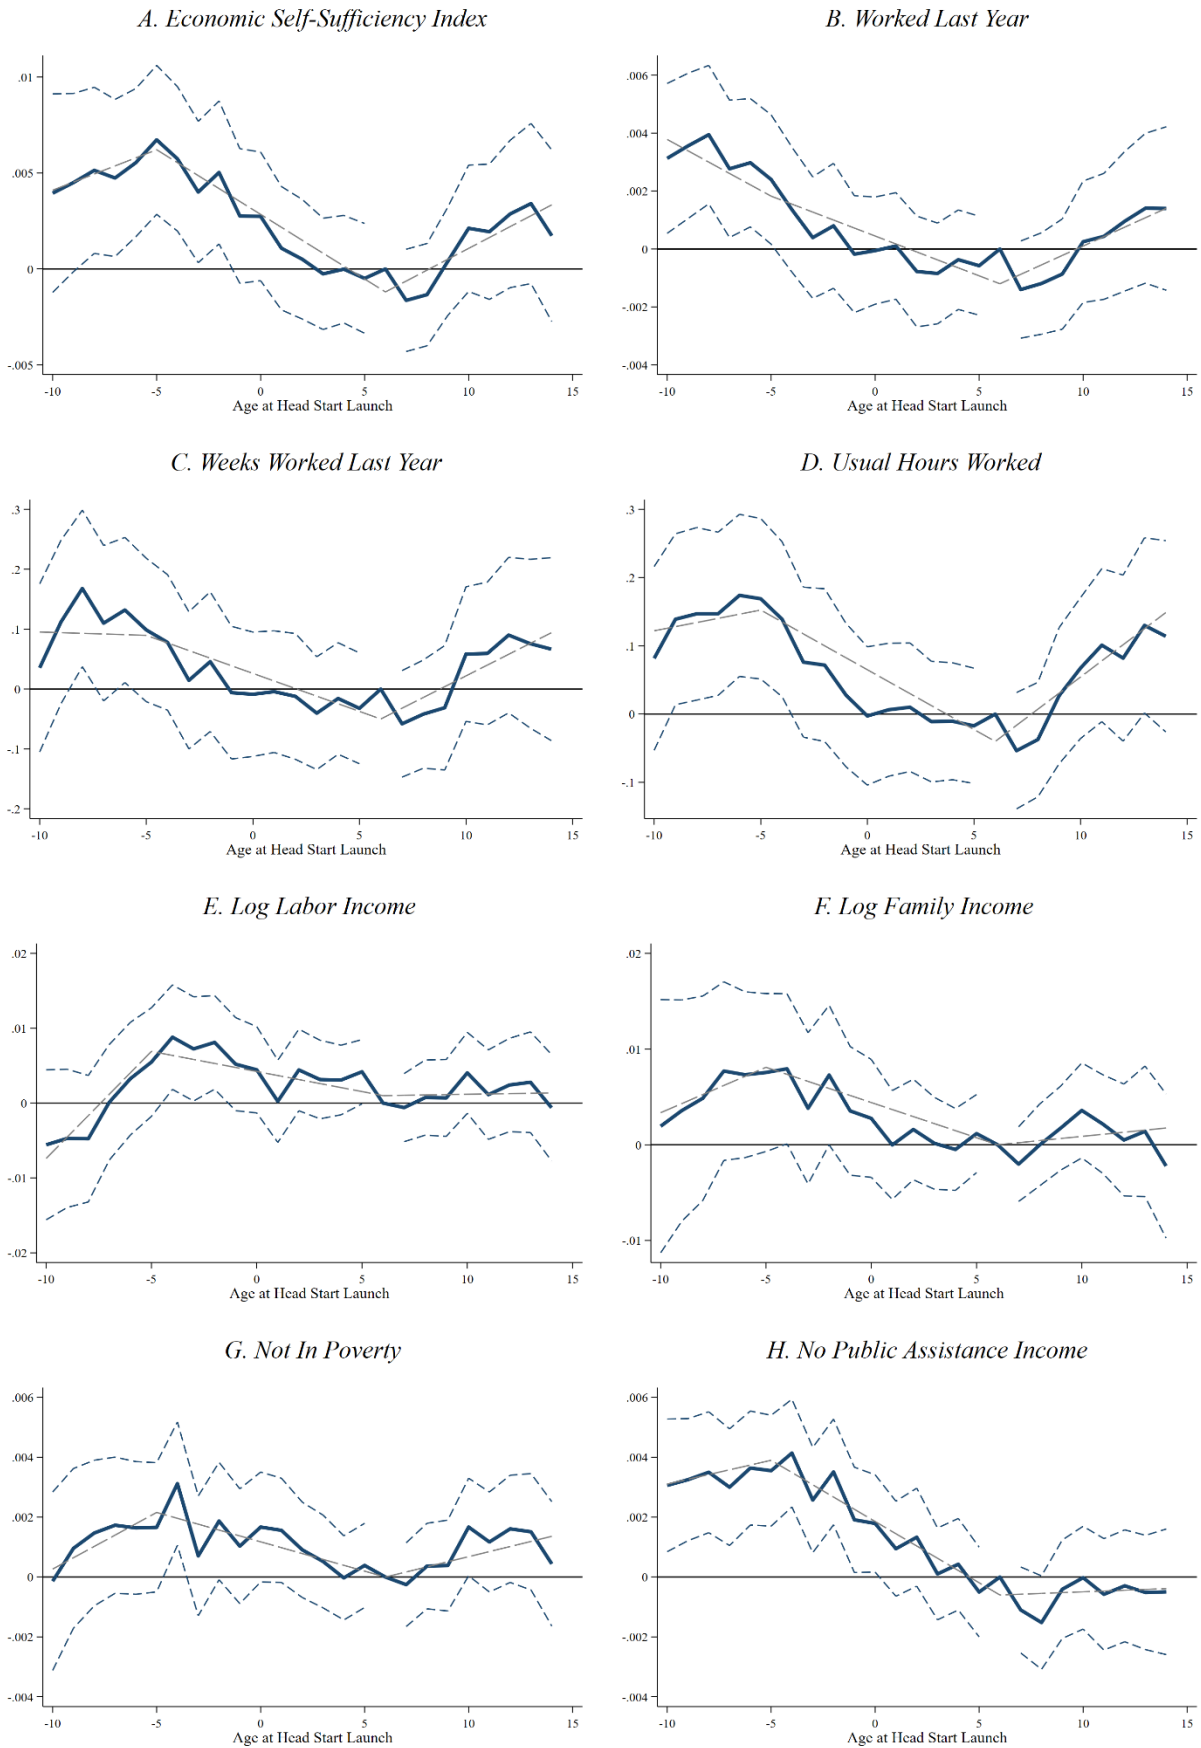 A. Economic Self-Sufficiency Index
.01
.005
0
-.005
-10 -5 0 5 10 15
Age at Head Start Launch
B. Worked Last Year
.006
.004
.002
0
-.002
-.004
-10 -5 0 5 10 15
Age at Head Start Launch
C. Weeks Worked Last Year
.3
.2
.1
0
-.1
-.2
-10 -5 0 5 10 15
Age at Head Start Launch
D. Usual Hours Worked
.3
.2
.1
0
-.1
-10 -5 0 5 10 15
Age at Head Start Launch
E. Log Labor Income
.02
.01
0
-.01
-.02
-10 -5 0 5 10 15
Age at Head Start Launch
F. Log Family Income
.02
.01
0
-.01
-10 -5 0 5 10 15
Age at Head Start Launch
G. Not In Poverty
.006
.004
.002
0
-.002
-.004
-10 -5 0 5 10 15
Age at Head Start Launch
H. No Public Assistance Income
.006
.004
.002
0
-.002
-.004
-10 -5 0 5 10 15
Age at Head Start Launch